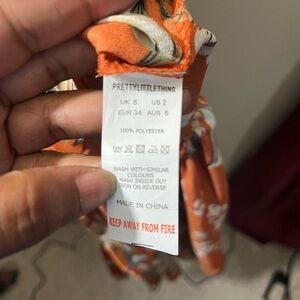 PRETTYLITTLETHING
UK 6 US 2
EUR 34 AUS 6
100% POLYESTER
WASH WITH SIMILAR
COLOURS
WASH INSIDE OUT
IRON ON REVERSE
MADE IN CHINA
KEEP AWAY FROM FIRE